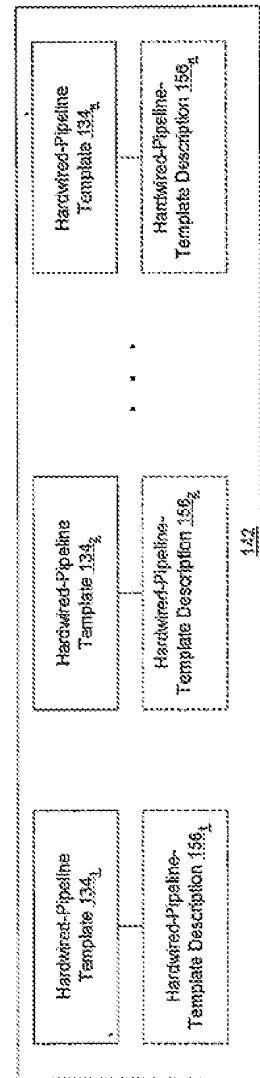 Hardwired-Pipeline
Template 134₁
Hardwired-Pipeline-
Template Description 156₁
Hardwired-Pipeline
Template 134₂
Hardwired-Pipeline-
Template Description 156₂
. . .
Hardwired-Pipeline
Template 134ₙ
Hardwired-Pipeline-
Template Description 156ₙ
142